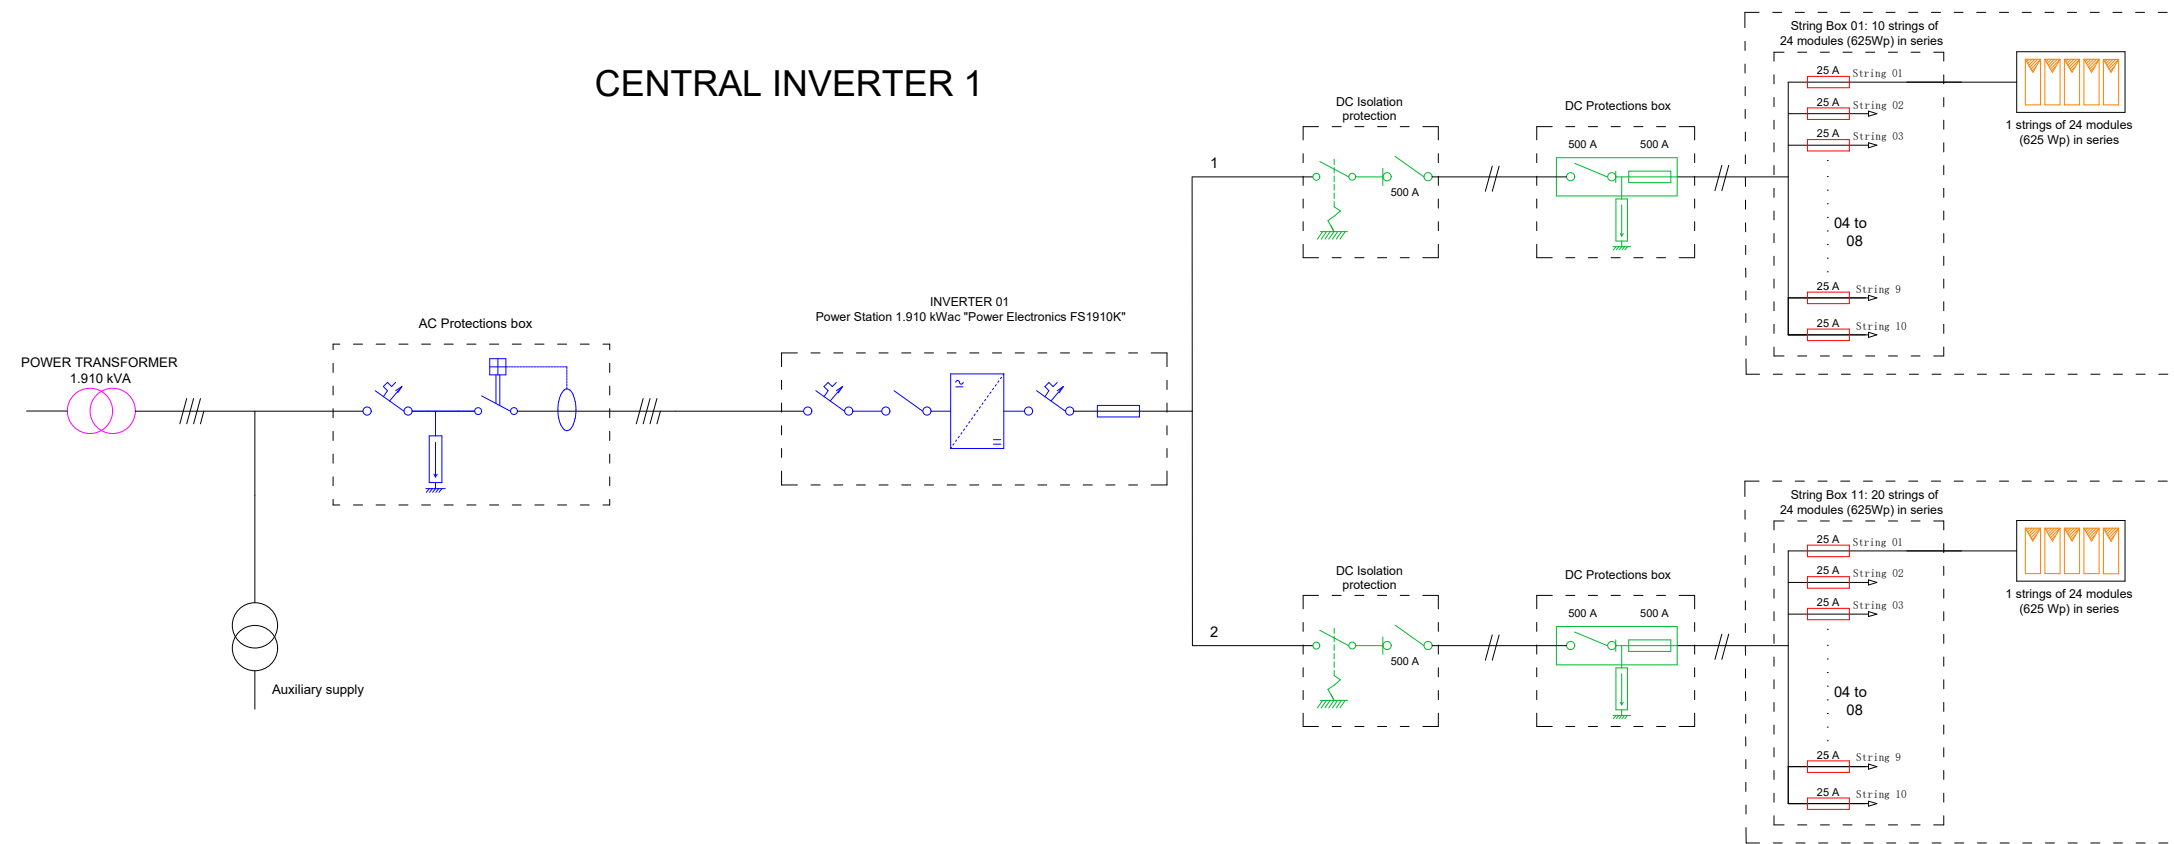 CENTRAL INVERTER 1
POWER TRANSFORMER
1.910 kVA
Auxiliary supply
AC Protections box
INVERTER 01
Power Station 1.910 kWac "Power Electronics FS1910K"
1
DC Isolation
protection
500 A
DC Protections box
500 A
500 A
String Box 01: 10 strings of
24 modules (625Wp) in series
25 A
String 01
25 A
String 02
25 A
String 03
04 to
08
25 A
String 9
25 A
String 10
1 strings of 24 modules
(625 Wp) in series
2
DC Isolation
protection
500 A
DC Protections box
500 A
500 A
String Box 11: 20 strings of
24 modules (625Wp) in series
25 A
String 01
25 A
String 02
25 A
String 03
04 to
08
25 A
String 9
25 A
String 10
1 strings of 24 modules
(625 Wp) in series